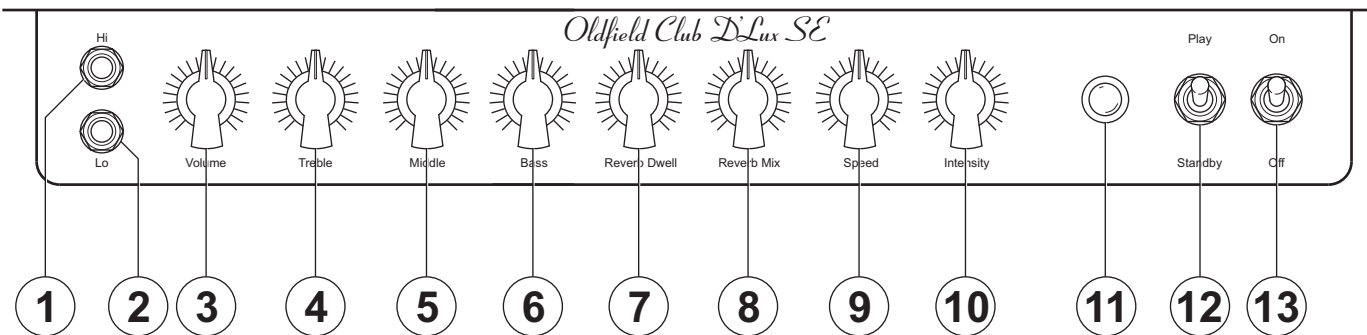 Oldfield Club D'Lux SE
Hi
Play
On
Lo
Volume
Treble
Middle
Bass
Reverb Dwell
Reverb Mix
Speed
Intensity
Standby
Off
1 2 3 4 5 6 7 8 9 10 11 12 13